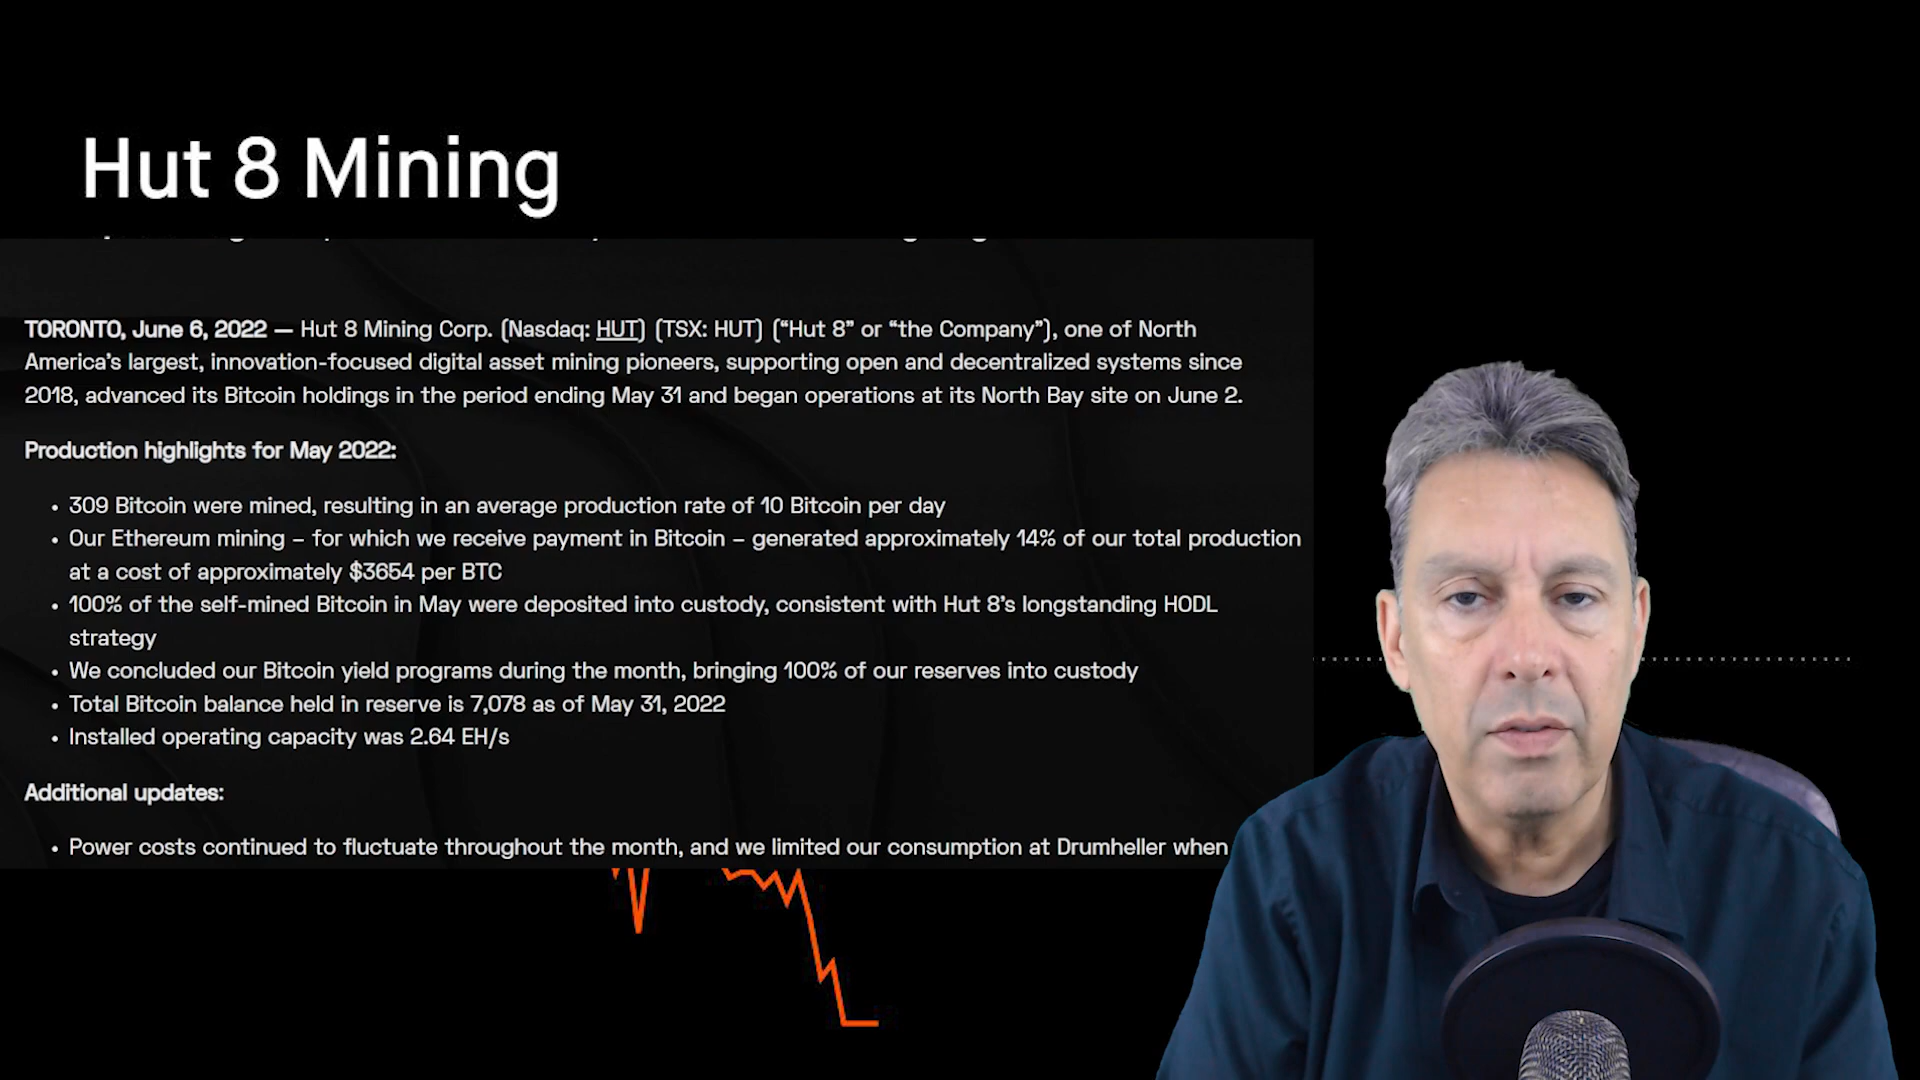 Hut 8 Mining
TORONTO, June 6, 2022 — Hut 8 Mining Corp. (Nasdaq: HUT) (TSX: HUT) (“Hut 8” or “the Company”), one of North
America’s largest, innovation-focused digital asset mining pioneers, supporting open and decentralized systems since
2018, advanced its Bitcoin holdings in the period ending May 31 and began operations at its North Bay site on June 2.
Production highlights for May 2022:
• 309 Bitcoin were mined, resulting in an average production rate of 10 Bitcoin per day
• Our Ethereum mining – for which we receive payment in Bitcoin – generated approximately 14% of our total production
at a cost of approximately $3654 per BTC
• 100% of the self-mined Bitcoin in May were deposited into custody, consistent with Hut 8’s longstanding HODL
strategy
• We concluded our Bitcoin yield programs during the month, bringing 100% of our reserves into custody
• Total Bitcoin balance held in reserve is 7,078 as of May 31, 2022
• Installed operating capacity was 2.64 EH/s
Additional updates:
• Power costs continued to fluctuate throughout the month, and we limited our consumption at Drumheller when